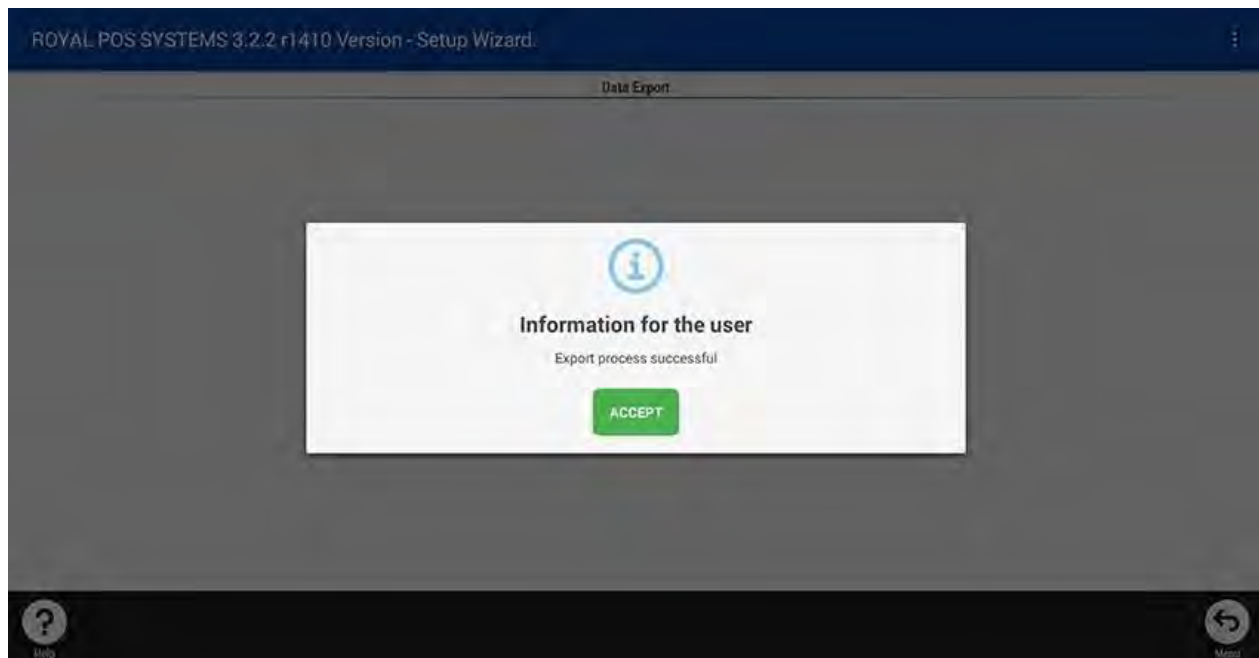 ROYAL POS SYSTEMS 3.2.2 r1410 Version - Setup Wizard.
Data Export
Information for the user
Export process successful
ACCEPT
Help
Menu